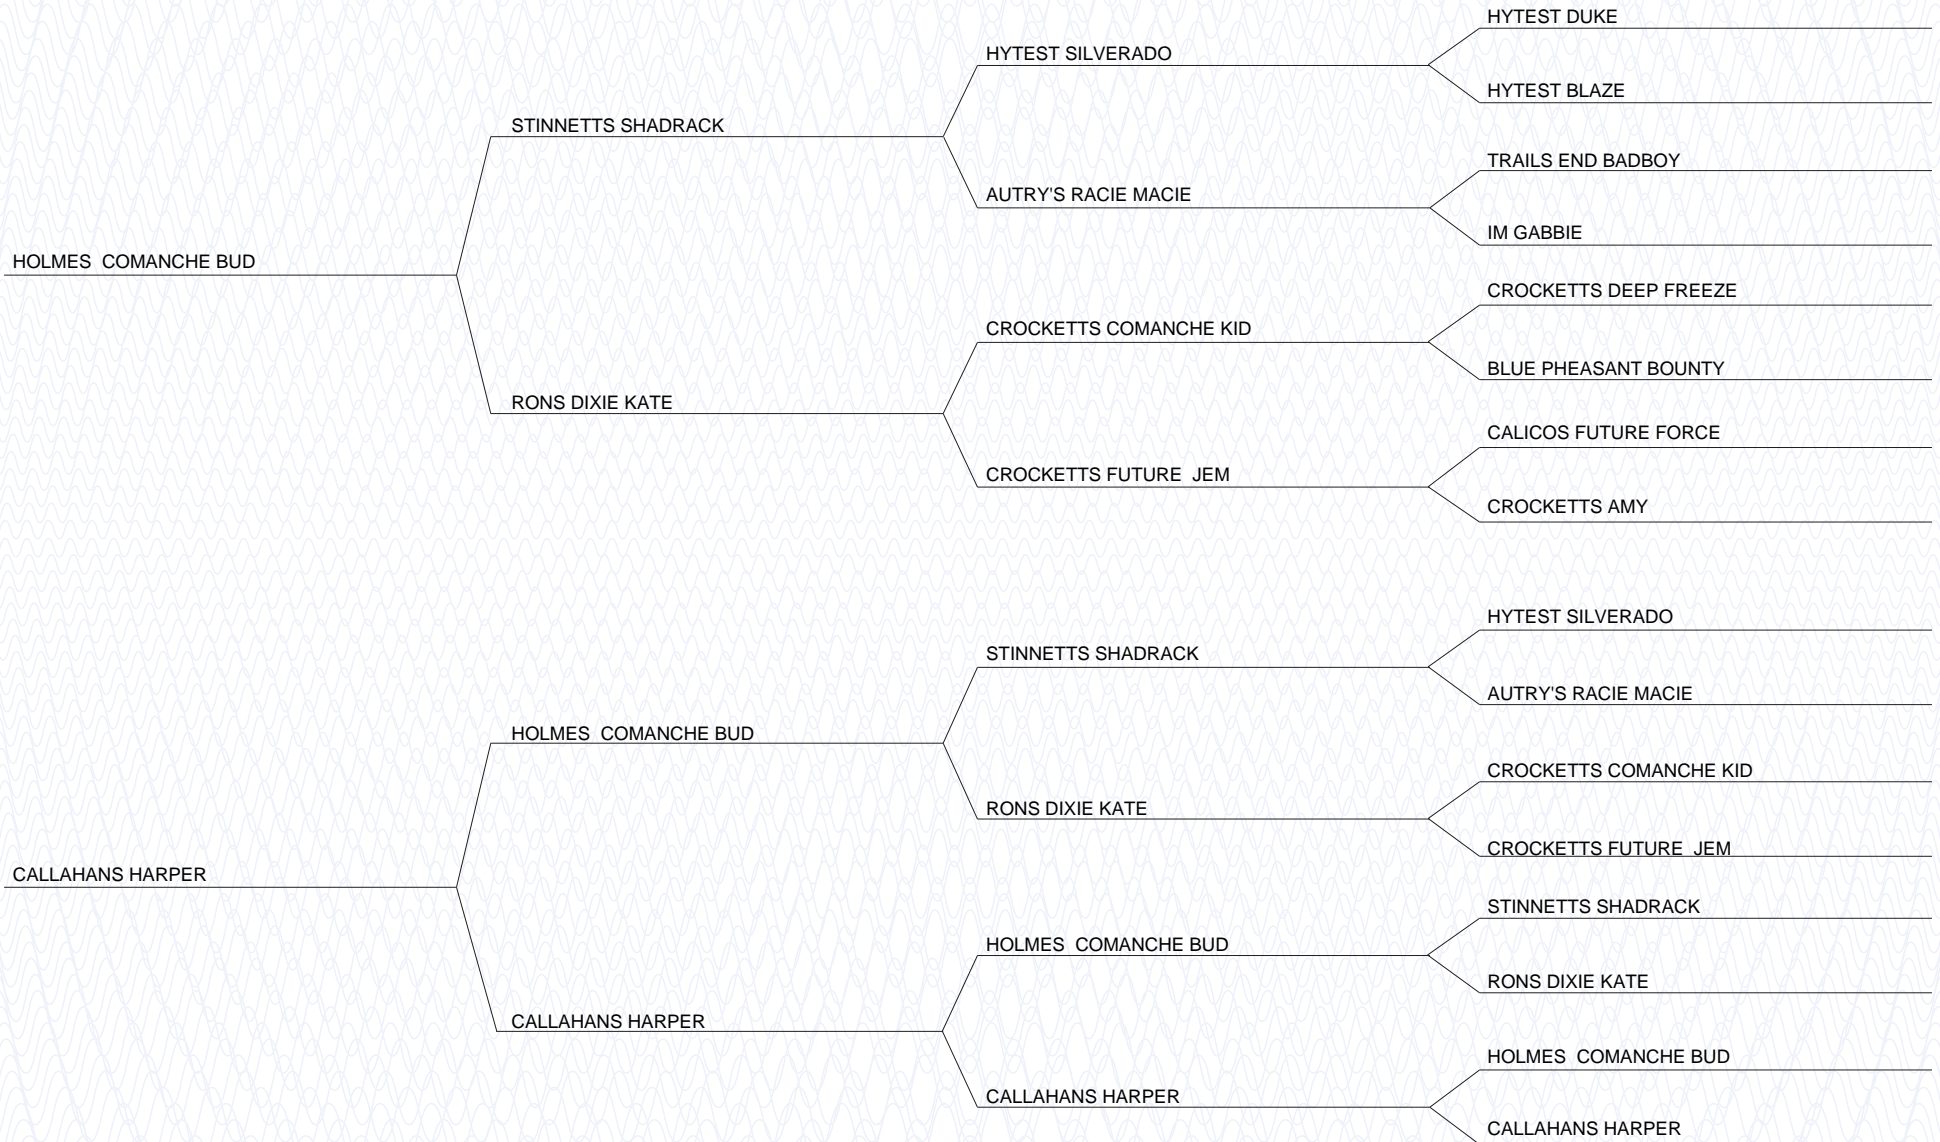 HYTEST DUKE
HYTEST SILVERADO
HYTEST BLAZE
STINNETTS SHADRACK
TRAILS END BADBOY
AUTRY'S RACIE MACIE
IM GABBIE
HOLMES  COMANCHE BUD
CROCKETTS DEEP FREEZE
CROCKETTS COMANCHE KID
BLUE PHEASANT BOUNTY
RONS DIXIE KATE
CALICOS FUTURE FORCE
CROCKETTS FUTURE  JEM
CROCKETTS AMY
HYTEST SILVERADO
STINNETTS SHADRACK
AUTRY'S RACIE MACIE
HOLMES  COMANCHE BUD
CROCKETTS COMANCHE KID
RONS DIXIE KATE
CROCKETTS FUTURE  JEM
CALLAHANS HARPER
STINNETTS SHADRACK
HOLMES  COMANCHE BUD
RONS DIXIE KATE
CALLAHANS HARPER
HOLMES  COMANCHE BUD
CALLAHANS HARPER
CALLAHANS HARPER